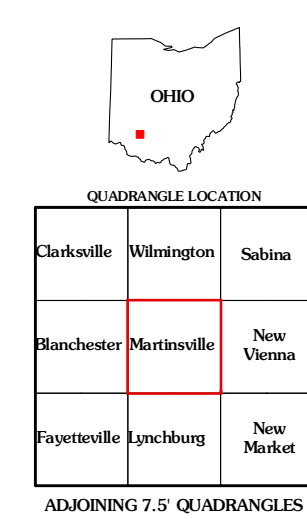 OHIO
QUADRANGLE LOCATION
Clarksville Wilmington Sabina
Blanchester Martinsville New Vienna
Fayetteville Lynchburg New Market
ADJOINING 7.5' QUADRANGLES